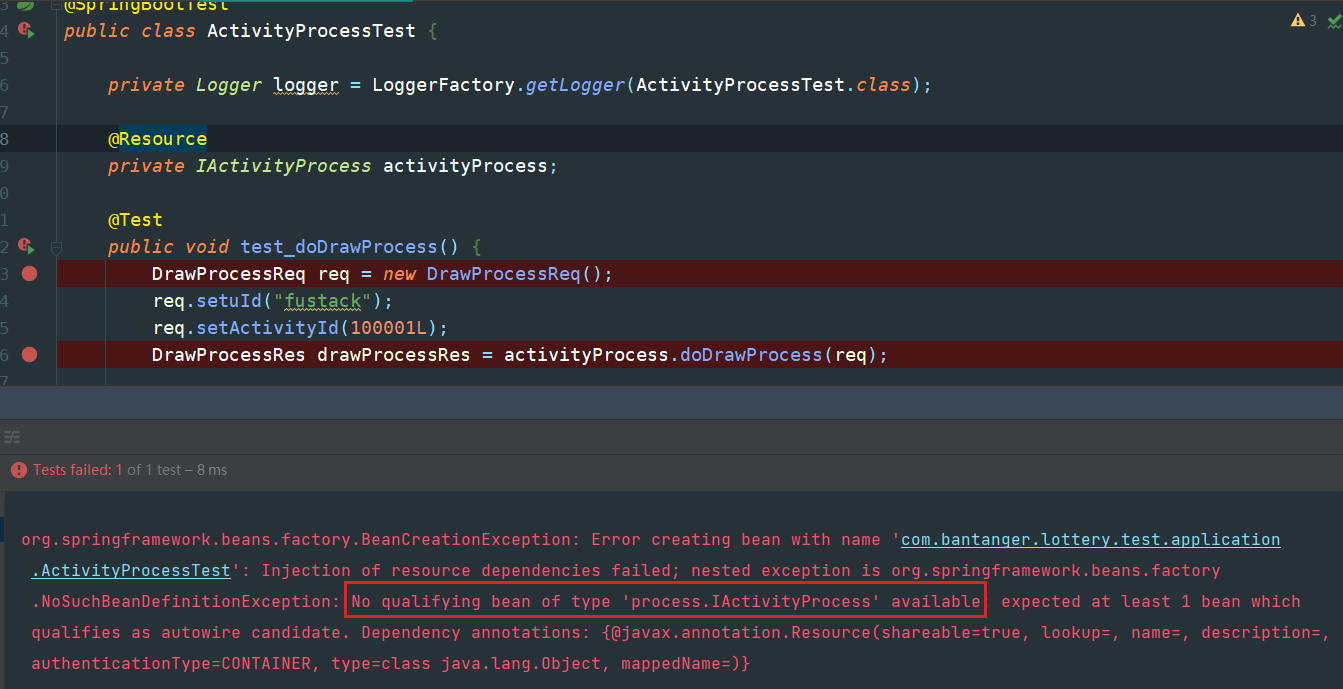 3 @SpringBootTest
4 public class ActivityProcessTest {
3
5
6 private Logger logger = LoggerFactory.getLogger(ActivityProcessTest.class);
7
8 @Resource
9 private IActivityProcess activityProcess;
0
1 @Test
2 public void test_doDrawProcess() {
3 DrawProcessReq req = new DrawProcessReq();
4 req.setuId("fustack");
5 req.setActivityId(100001L);
6 DrawProcessRes drawProcessRes = activityProcess.doDrawProcess(req);
7
Tests failed: 1 of 1 test – 8 ms
org.springframework.beans.factory.BeanCreationException: Error creating bean with name 'com.bantanger.lottery.test.application
.ActivityProcessTest': Injection of resource dependencies failed; nested exception is org.springframework.beans.factory
.NoSuchBeanDefinitionException: No qualifying bean of type 'process.IActivityProcess' available expected at least 1 bean which
qualifies as autowire candidate. Dependency annotations: {@javax.annotation.Resource(shareable=true, lookup=, name=, description=,
authenticationType=CONTAINER, type=class java.lang.Object, mappedName=)}